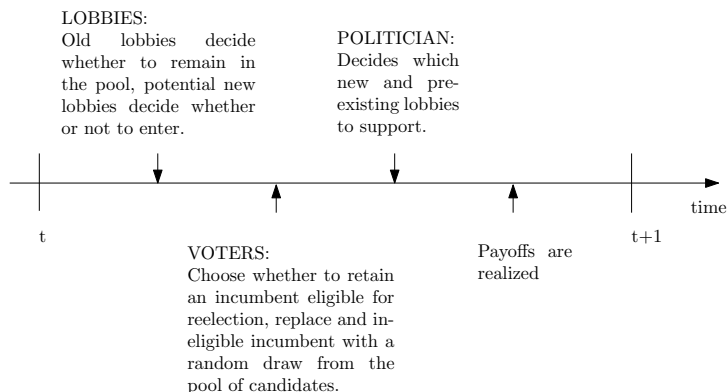 LOBBIES:
Old lobbies decide
whether to remain in
the pool, potential new
lobbies decide whether
or not to enter.
POLITICIAN:
Decides which
new and pre-
existing lobbies
to support.
time
t
t+1
VOTERS:
Choose whether to retain
an incumbent eligible for
reelection, replace and in-
eligible incumbent with a
random draw from the
pool of candidates.
Payoffs are
realized